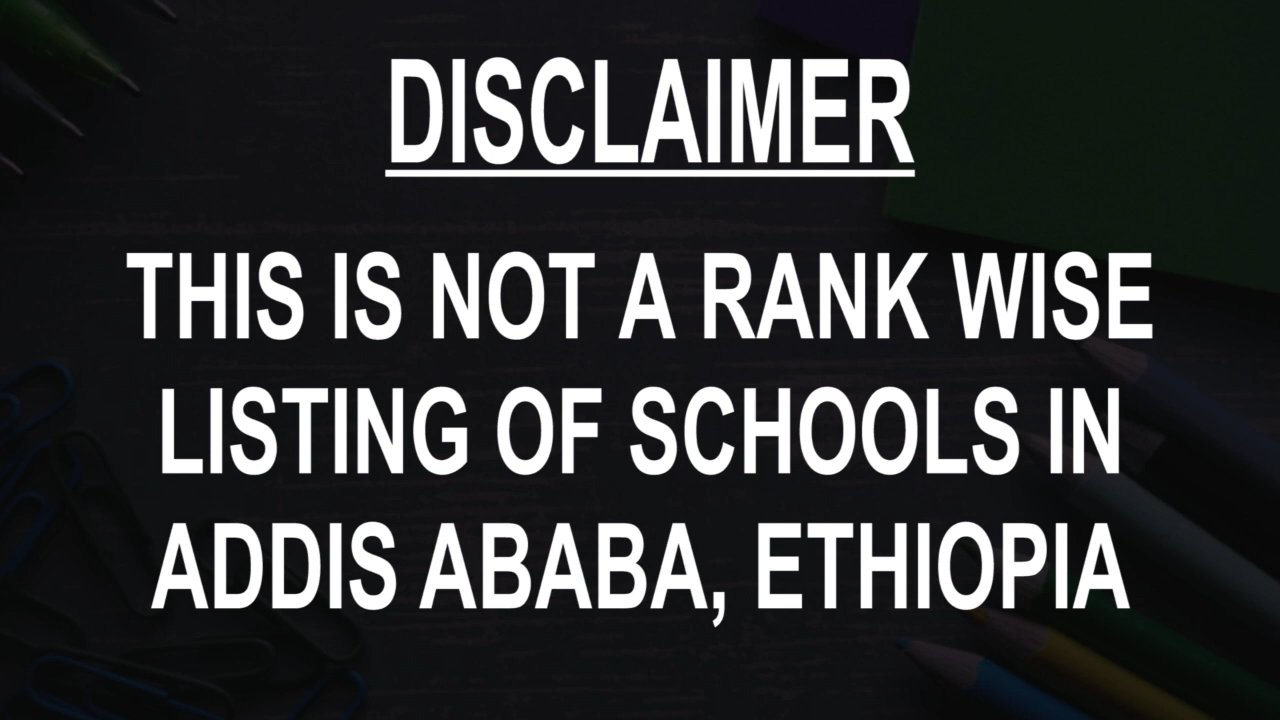 DISCLAIMER
THIS IS NOT A RANK WISE
LISTING OF SCHOOLS IN
ADDIS ABABA, ETHIOPIA